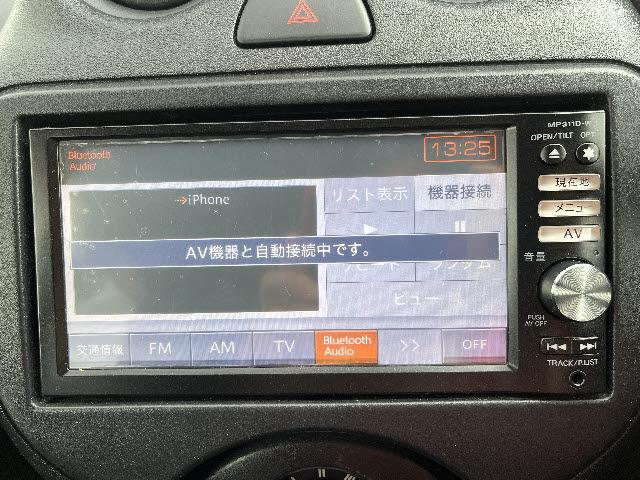 MP311D-W
OPEN/TILT OPT
Bluetooth
Audio
13:25
→iPhone
リスト表示 機器接続
現在地
メニュー
AV
AV機器と自動接続中です。
音量
ビュー
PUSH
AV OFF
交通情報 FM AM TV Bluetooth Audio >> OFF
TRACK/P.LIST